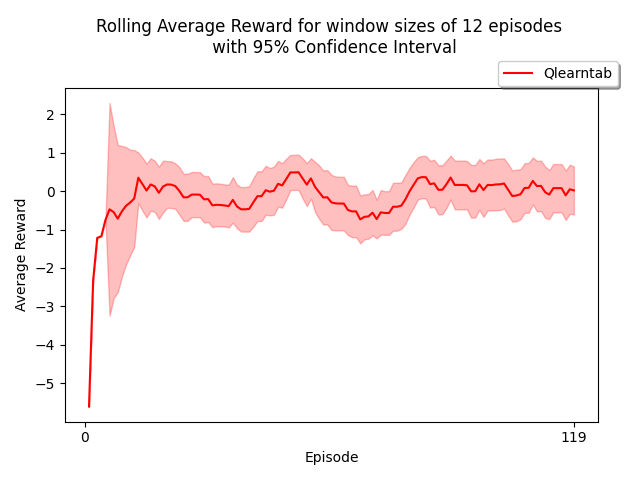 Rolling Average Reward for window sizes of 12 episodes
with 95% Confidence Interval
Qlearntab
2
1
0
−1
−2
−3
−4
−5
Average Reward
0
119
Episode